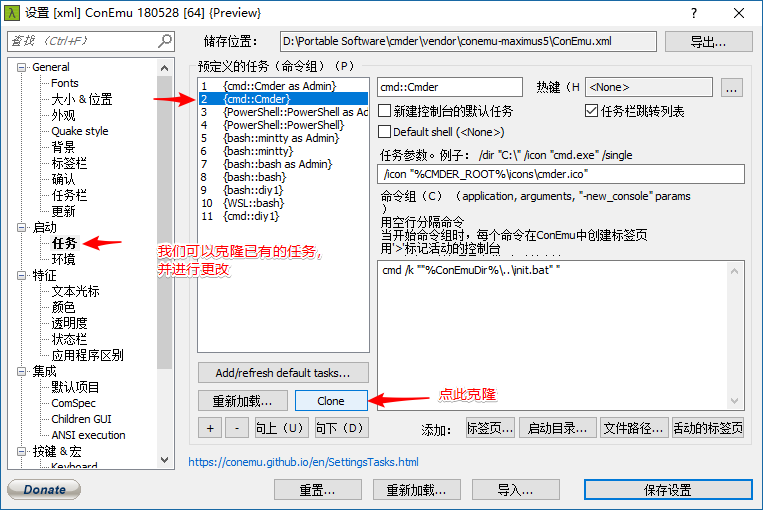 设置 [xml] ConEmu 180528 [64] {Preview}
查找 (Ctrl+F)
储存位置:
D:\Portable Software\cmder\vendor\conemu-maximus5\ConEmu.xml
导出...
General
Fonts
大小 & 位置
外观
Quake style
背景
标签栏
确认
任务栏
更新
启动
任务
环境
特征
文本光标
颜色
透明度
状态栏
应用程序区别
集成
默认项目
ComSpec
Children GUI
ANSI execution
按键 & 宏
Keyboard
预定义的任务（命令组）(P)
1 {cmd::Cmder as Admin}
2 {cmd::Cmder}
3 {PowerShell::PowerShell as Ad
4 {PowerShell::PowerShell}
5 {bash::mintty as Admin}
6 {bash::mintty}
7 {bash::bash as Admin}
8 {bash::bash}
9 {bash::diy1}
10 {WSL::bash}
11 {cmd::diy1}
我们可以克隆已有的任务，
并进行更改
Add/refresh default tasks...
重新加载...
Clone
点此克隆
+
-
向上（U）
向下（D）
cmd::Cmder
热键（H
<None>
...
新建控制台的默认任务
任务栏跳转列表
Default shell (<None>)
任务参数。例子： /dir "C:\" /icon "cmd.exe" /single
/icon "%CMDER_ROOT%\icons\cmder.ico"
命令组（C）（application, arguments, "-new_console" params
）
用空行分隔命令
当开始命令组时，每个命令在ConEmu中创建标签页
用'>'标记活动的控制台
cmd /k ""%ConEmuDir%\..\init.bat" "
添加:
标签页...
启动目录...
文件路径...
活动的标签页
https://conemu.github.io/en/SettingsTasks.html
Donate
重置...
重新加载...
导入...
保存设置